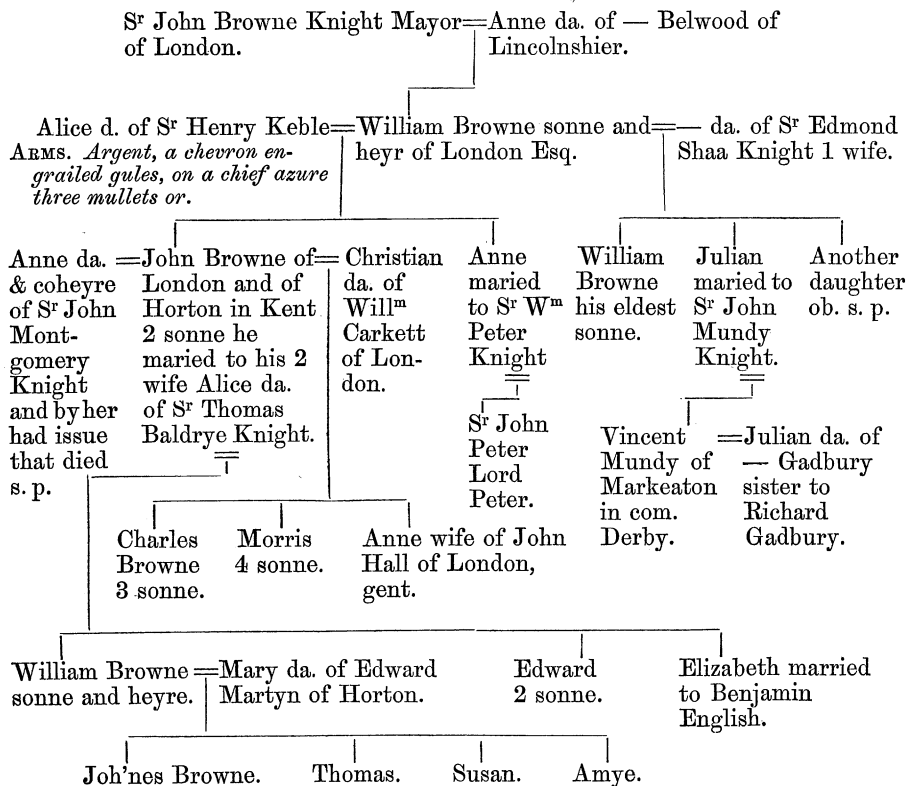 Sʳ John Browne Knight Mayor=Anne da. of — Belwood of
of London. Lincolnshier.
Alice d. of Sʳ Henry Keble=William Browne sonne and=— da. of Sʳ Edmond
heyr of London Esq. Shaa Knight 1 wife.
ARMS. Argent, a chevron en-
grailed gules, on a chief azure
three mullets or.
Anne da.
& coheyre
of Sʳ John
Mont-
gomery
Knight
and by her
had issue
that died
s. p.
=John Browne of=
London and of
Horton in Kent
2 sonne he
maried to his 2
wife Alice da.
of Sʳ Thomas
Baldrye Knight.
Christian
da. of
Willᵐ
Carkett
of Lon-
don.
Anne
maried
to Sʳ Wᵐ
Peter
Knight
William
Browne
his eldest
sonne.
Julian
maried to
Sʳ John
Mundy
Knight.
Another
daughter
ob. s. p.
Sʳ John
Peter
Lord
Peter.
Vincent
Mundy of
Markeaton
in com.
Derby.
=Julian da. of
— Gadbury
sister to
Richard
Gadbury.
Charles
Browne
3 sonne.
Morris
4 sonne.
Anne wife of John
Hall of London,
gent.
William Browne
sonne and heyre.
=Mary da. of Edward
Martyn of Horton.
Edward
2 sonne.
Elizabeth married
to Benjamin
English.
Joh'nes Browne. Thomas. Susan. Amye.